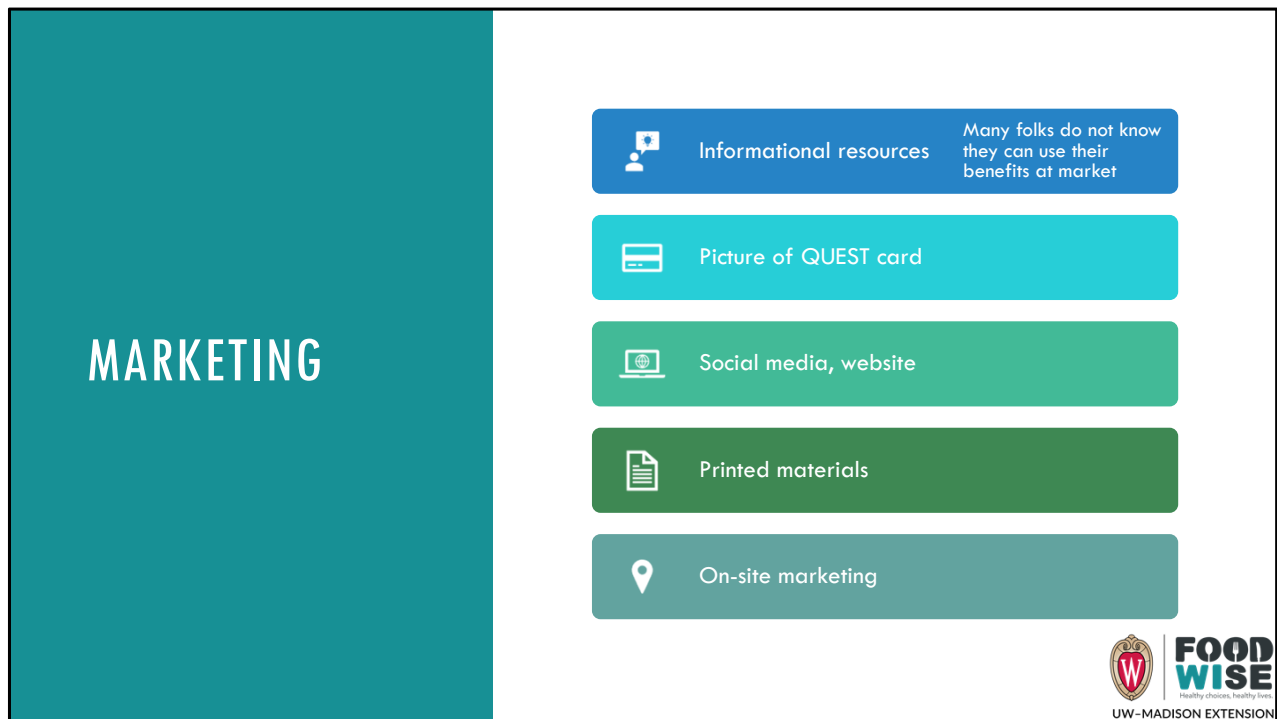 MARKETING
Informational resources
Many folks do not know
they can use their
benefits at market
Picture of QUEST card
Social media, website
Printed materials
On-site marketing
W
FOOD
WISE
Healthy choices, healthy lives.
UW-MADISON EXTENSION